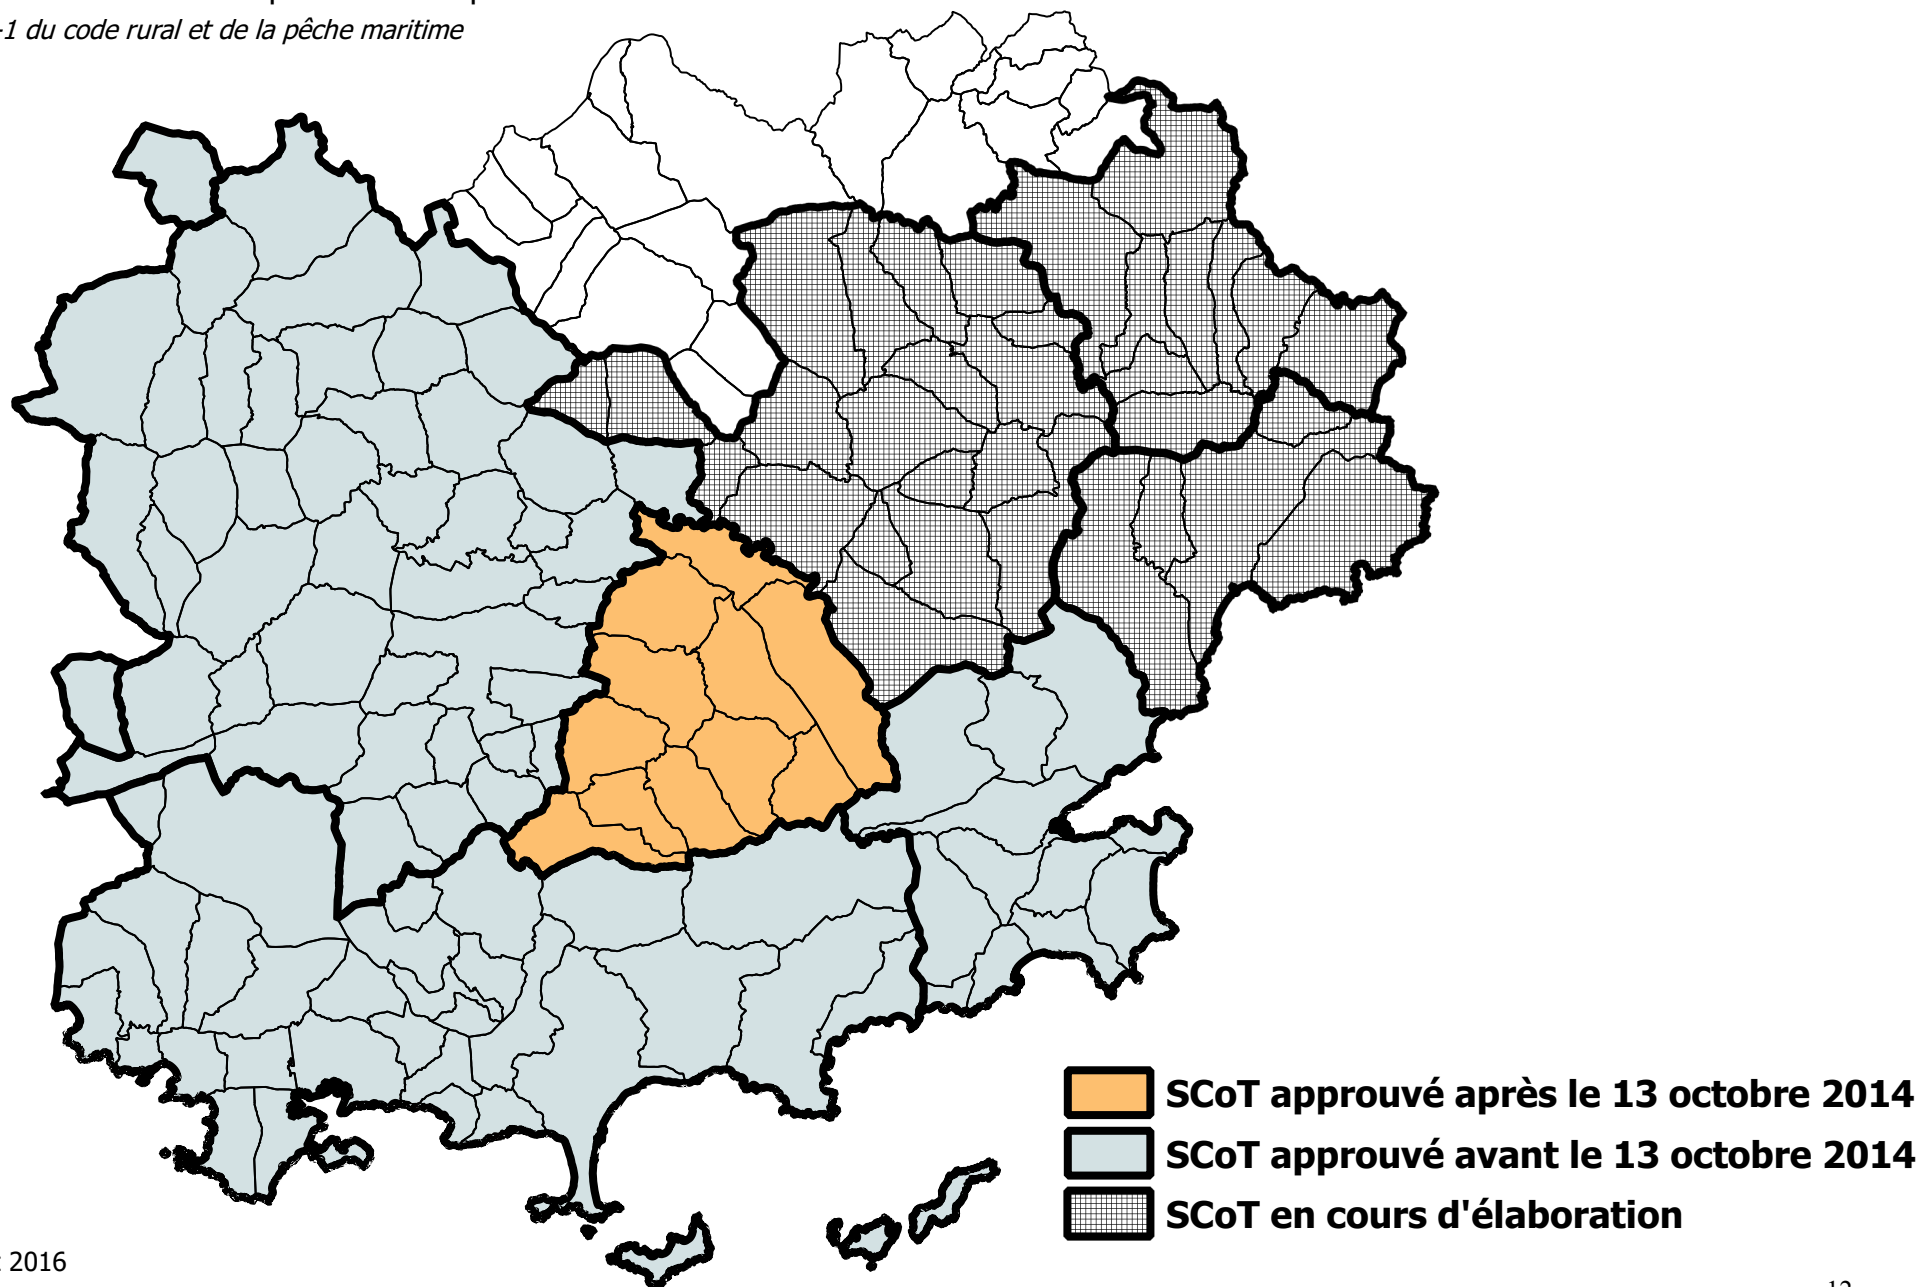 -1 du code rural et de la pêche maritime
SCoT approuvé après le 13 octobre 2014
SCoT approuvé avant le 13 octobre 2014
SCoT en cours d'élaboration
2016
12